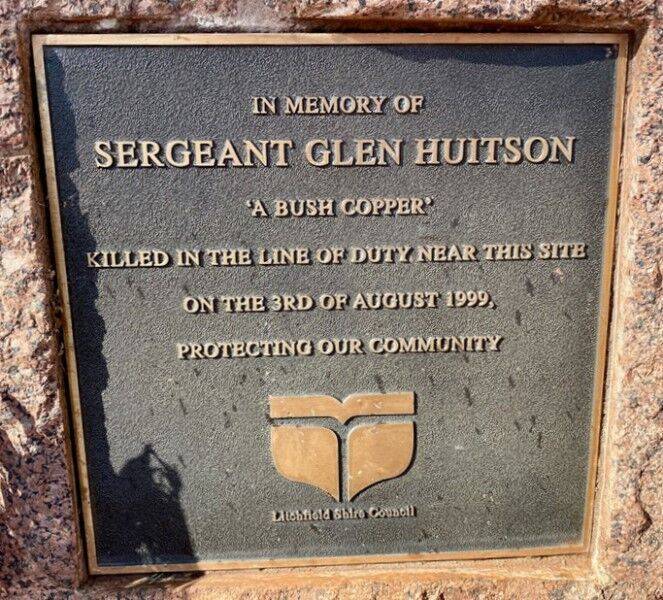 IN MEMORY OF
SERGEANT GLEN HUITSON
'A BUSH COPPER'
KILLED IN THE LINE OF DUTY, NEAR THIS SITE
ON THE 3RD OF AUGUST 1999,
PROTECTING OUR COMMUNITY
Litchfield Shire Council